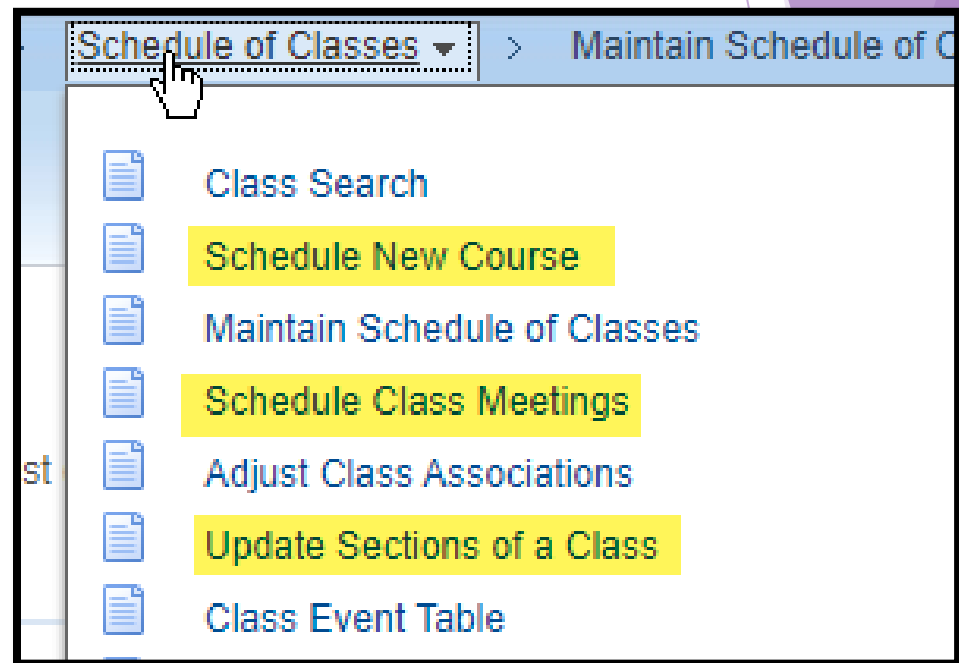 Schedule of Classes > Maintain Schedule of C
Class Search
Schedule New Course
Maintain Schedule of Classes
Schedule Class Meetings
st
Adjust Class Associations
Update Sections of a Class
Class Event Table